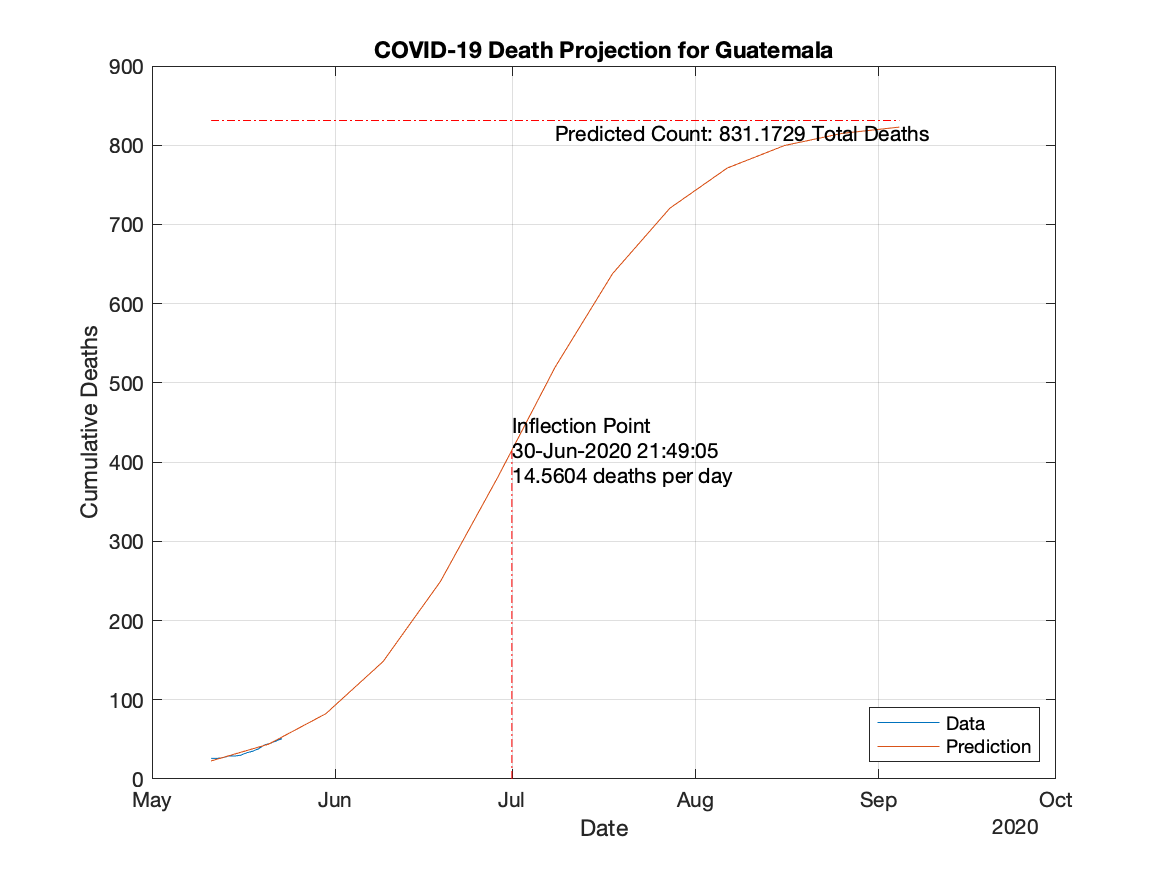 COVID-19 Death Projection for Guatemala
900
800
700
600
500
400
300
200
100
0
Cumulative Deaths
Predicted Count: 831.1729 Total Deaths
Inflection Point
30-Jun-2020 21:49:05
14.5604 deaths per day
Data
Prediction
May Jun Jul Aug Sep Oct
Date
2020